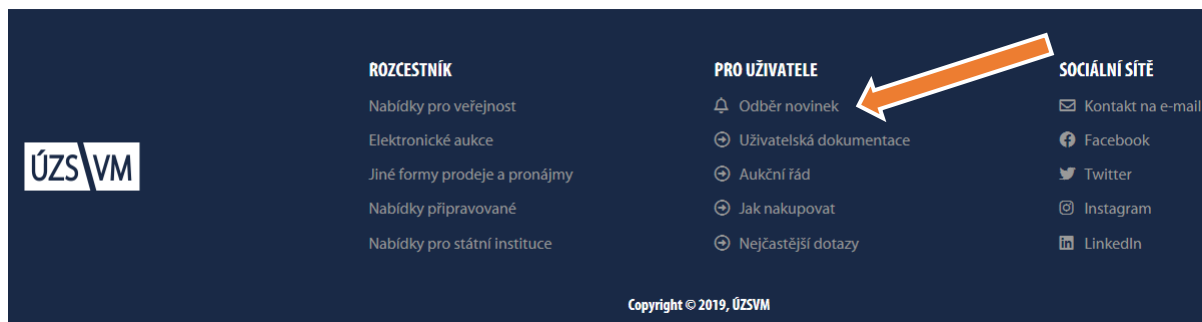 ÚZSVM
ROZCESTNÍK
Nabídky pro veřejnost
Elektronické aukce
Jiné formy prodeje a pronájmy
Nabídky připravované
Nabídky pro státní instituce
PRO UŽIVATELE
Odběr novinek
Uživatelská dokumentace
Aukční řád
Jak nakupovat
Nejčastější dotazy
SOCIÁLNÍ SÍTĚ
Kontakt na e-mail
Facebook
Twitter
Instagram
LinkedIn
Copyright © 2019, ÚZSVM